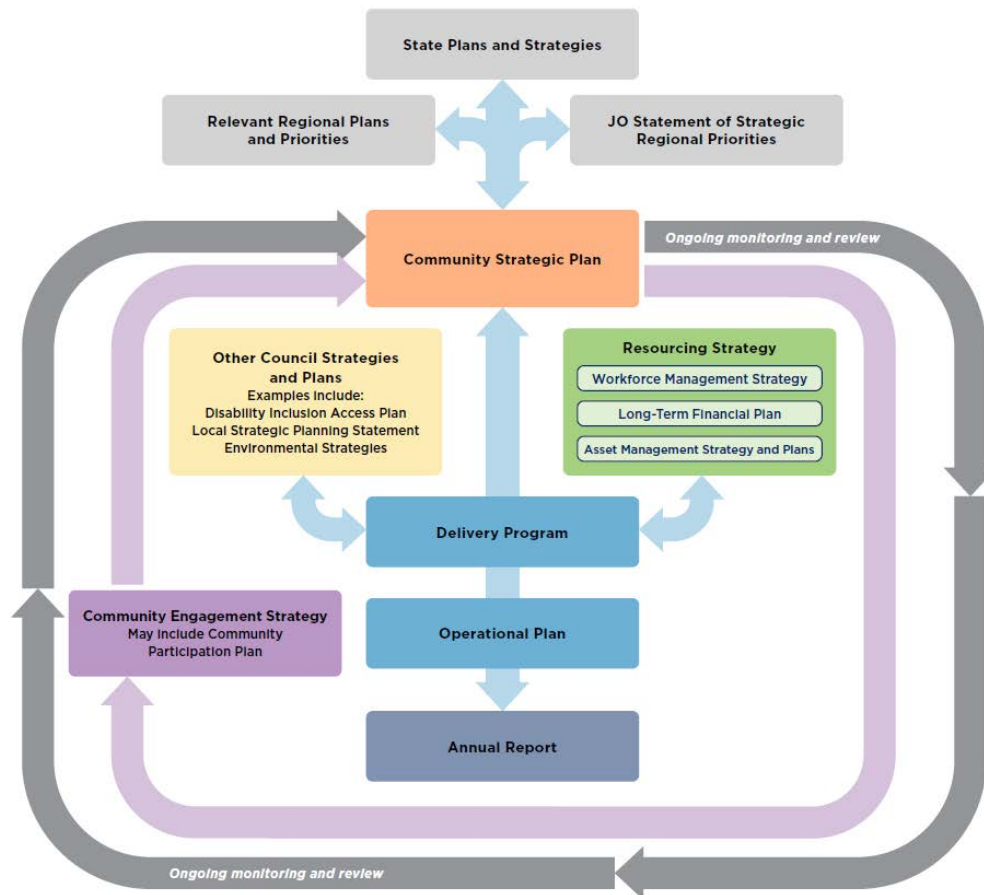 State Plans and Strategies
Relevant Regional Plans
and Priorities
JO Statement of Strategic
Regional Priorities
Ongoing monitoring and review
Community Strategic Plan
Other Council Strategies
and Plans
Examples Include:
Disability Inclusion Access Plan
Local Strategic Planning Statement
Environmental Strategies
Resourcing Strategy
Workforce Management Strategy
Long-Term Financial Plan
Asset Management Strategy and Plans
Delivery Program
Community Engagement Strategy
May Include Community
Participation Plan
Operational Plan
Annual Report
Ongoing monitoring and review